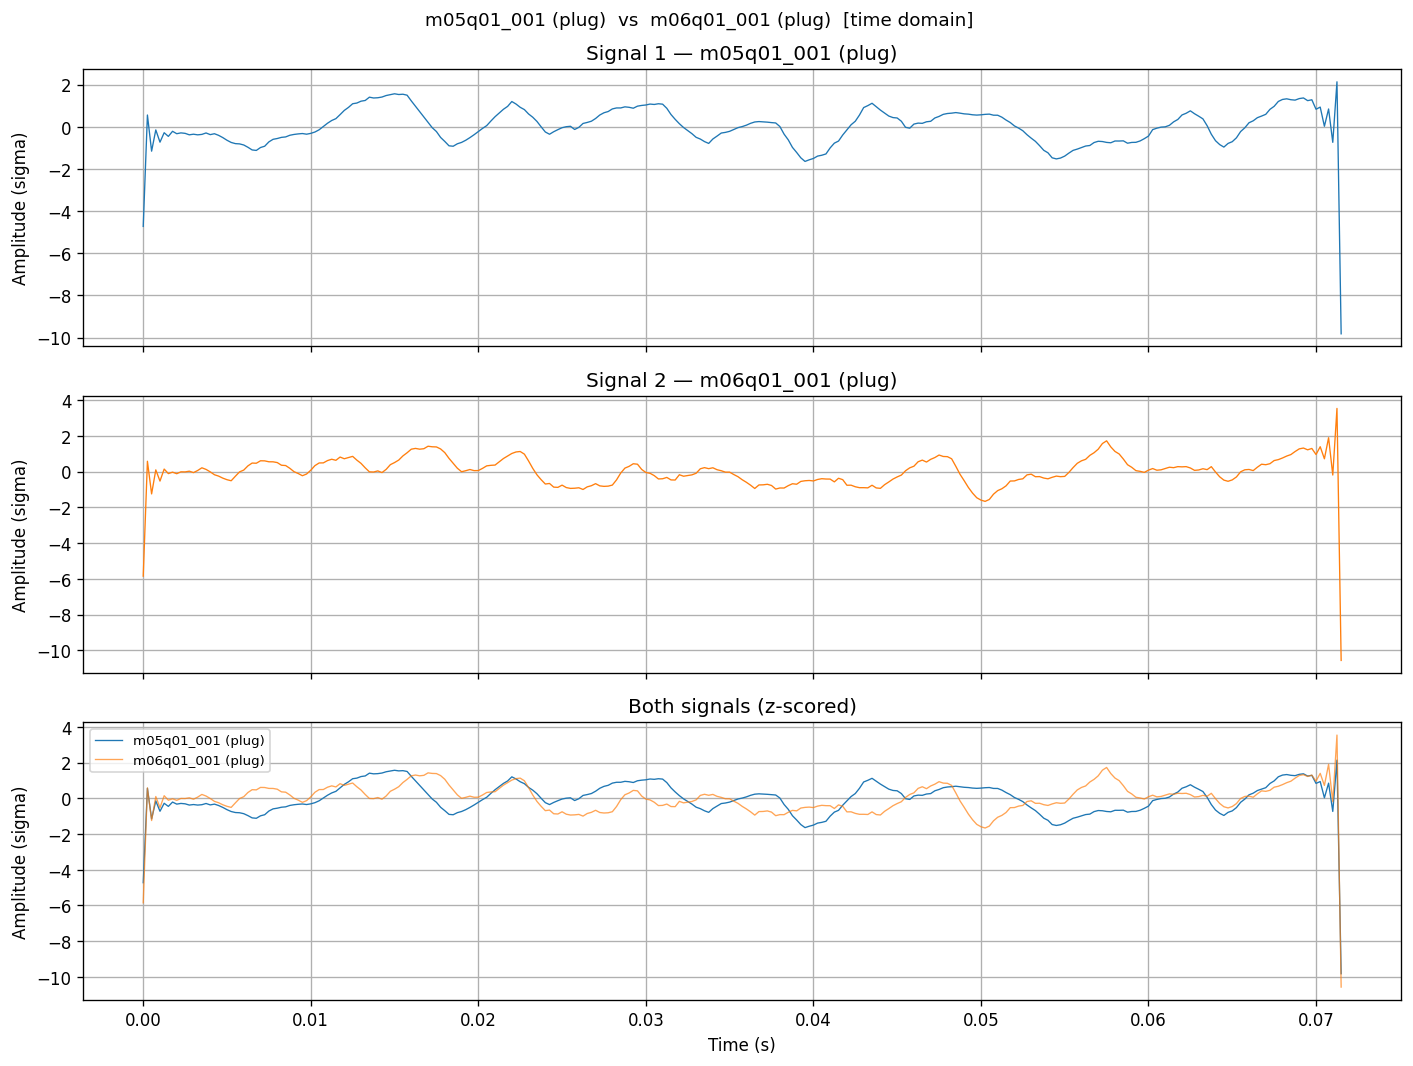 m05q01_001 (plug)  vs  m06q01_001 (plug)  [time domain]
Signal 1 — m05q01_001 (plug)
2
0
−2
−4
−6
−8
−10
Amplitude (sigma)
Signal 2 — m06q01_001 (plug)
4
2
0
−2
−4
−6
−8
−10
Amplitude (sigma)
Both signals (z-scored)
m05q01_001 (plug)
m06q01_001 (plug)
4
2
0
−2
−4
−6
−8
−10
Amplitude (sigma)
0.00 0.01 0.02 0.03 0.04 0.05 0.06 0.07
Time (s)